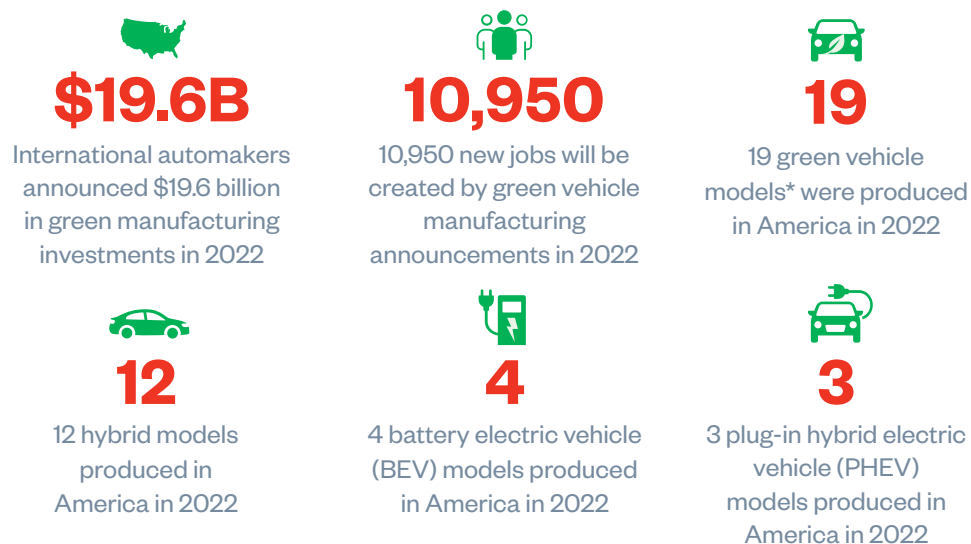 $19.6B
International automakers
announced $19.6 billion
in green manufacturing
investments in 2022
10,950
10,950 new jobs will be
created by green vehicle
manufacturing
announcements in 2022
19
19 green vehicle
models* were produced
in America in 2022
12
12 hybrid models
produced in
America in 2022
4
4 battery electric vehicle
(BEV) models produced
in America in 2022
3
3 plug-in hybrid electric
vehicle (PHEV)
models produced in
America in 2022